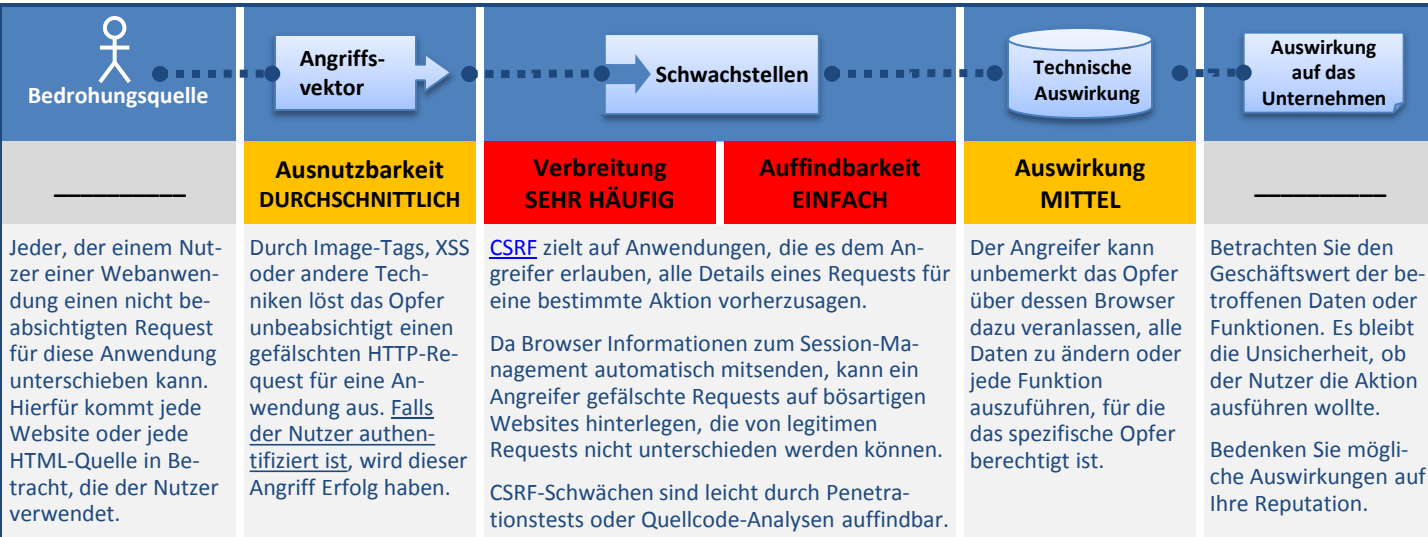 Bedrohungsquelle
Angriffs-
vektor
Schwachstellen
Technische
Auswirkung
Auswirkung
auf das
Unternehmen
__________
Ausnutzbarkeit
DURCHSCHNITTLICH
Verbreitung
SEHR HÄUFIG
Auffindbarkeit
EINFACH
Auswirkung
MITTEL
__________
Jeder, der einem Nut-
zer einer Webanwen-
dung einen nicht be-
absichtigten Request
für diese Anwendung
unterschieben kann.
Hierfür kommt jede
Website oder jede
HTML-Quelle in Be-
tracht, die der Nutzer
verwendet.
Durch Image-Tags, XSS
oder andere Tech-
niken löst das Opfer
unbeabsichtigt einen
gefälschten HTTP-Re-
quest für eine An-
wendung aus. Falls
der Nutzer authen-
tifiziert ist, wird dieser
Angriff Erfolg haben.
CSRF zielt auf Anwendungen, die es dem An-
greifer erlauben, alle Details eines Requests für
eine bestimmte Aktion vorherzusagen.
Da Browser Informationen zum Session-Ma-
nagement automatisch mitsenden, kann ein
Angreifer gefälschte Requests auf bösartigen
Websites hinterlegen, die von legitimen
Requests nicht unterschieden werden können.
CSRF-Schwächen sind leicht durch Penetra-
tionstests oder Quellcode-Analysen auffindbar.
Der Angreifer kann
unbemerkt das Opfer
über dessen Browser
dazu veranlassen, alle
Daten zu ändern oder
jede Funktion
auszuführen, für die
das spezifische Opfer
berechtigt ist.
Betrachten Sie den
Geschäftswert der be-
troffenen Daten oder
Funktionen. Es bleibt
die Unsicherheit, ob
der Nutzer die Aktion
ausführen wollte.
Bedenken Sie mögli-
che Auswirkungen auf
Ihre Reputation.